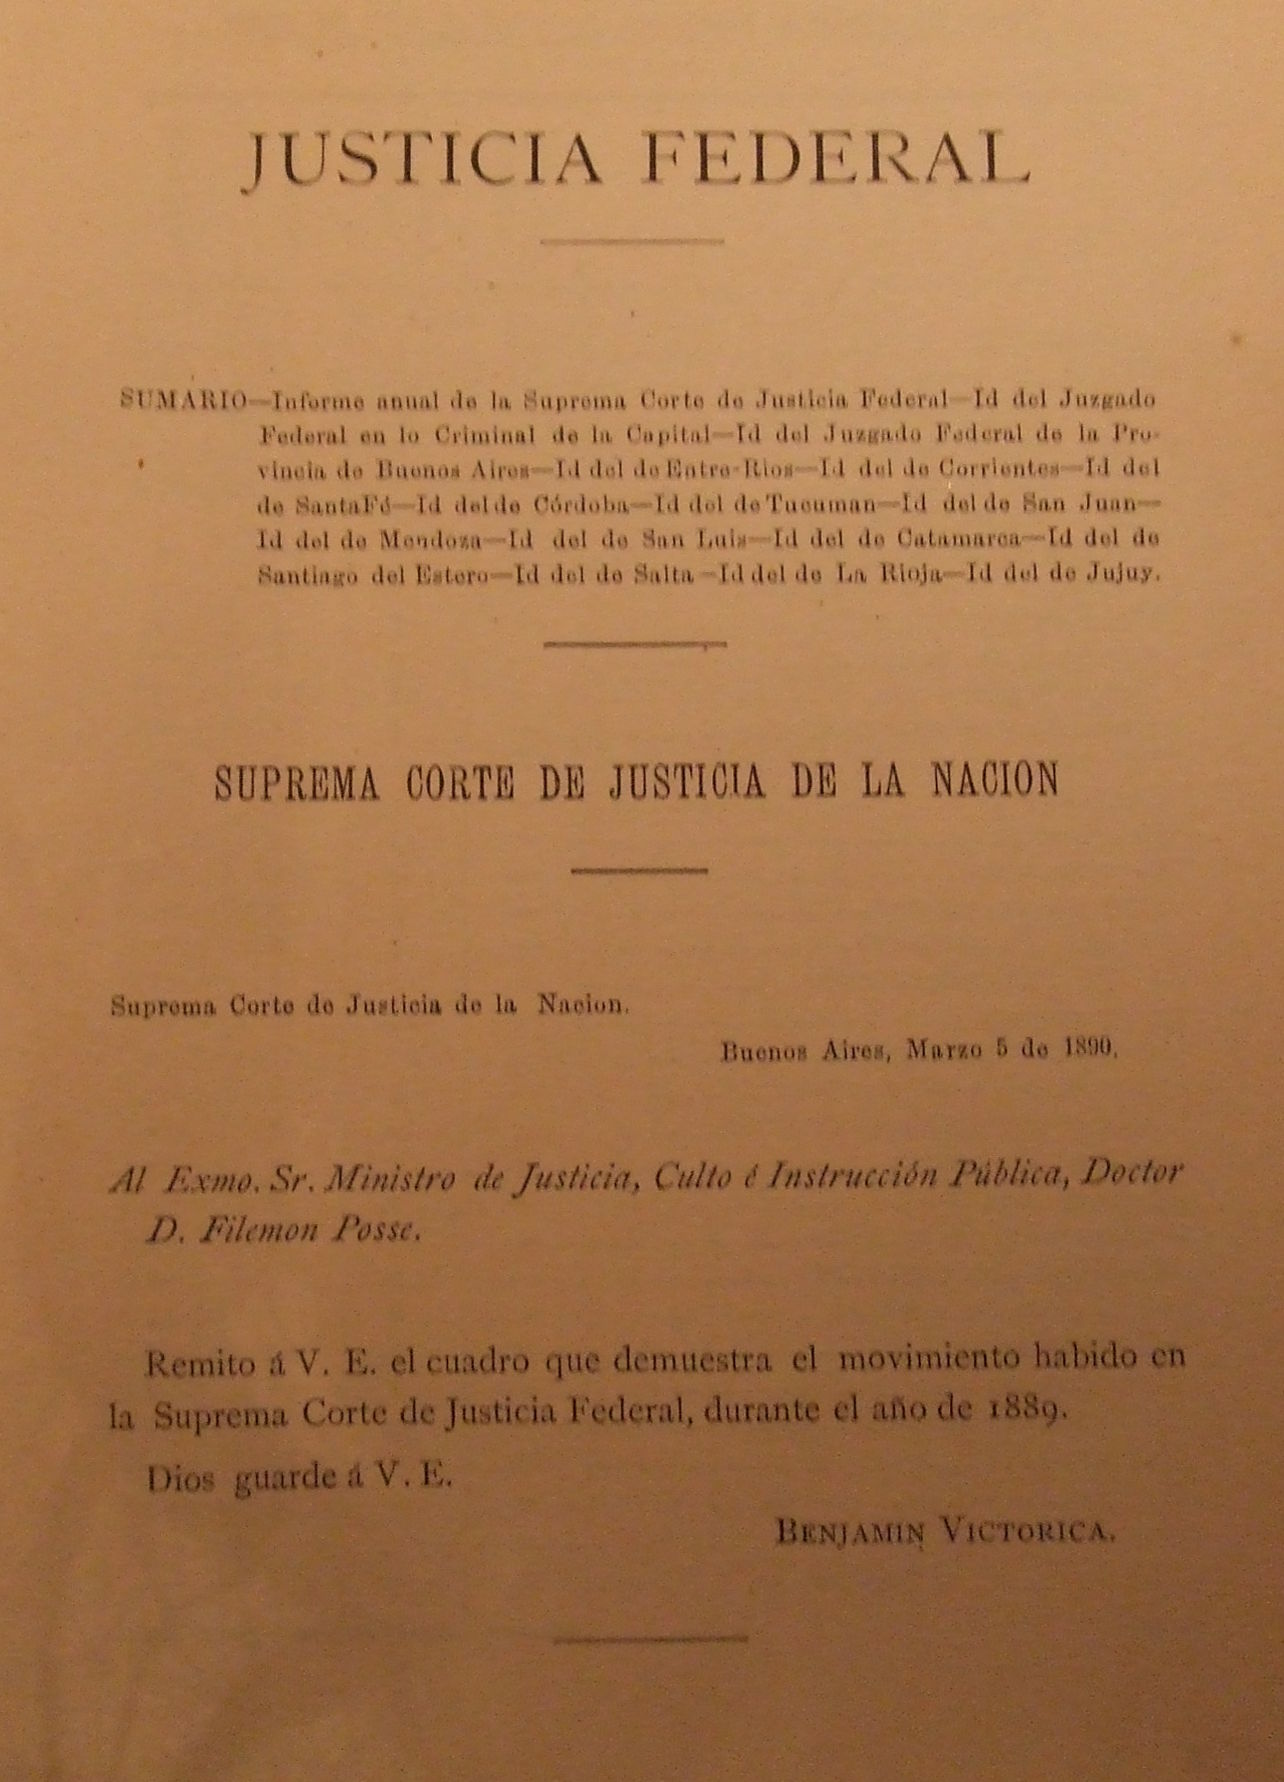 JUSTICIA FEDERAL
SUMARIO—Informe anual de la Suprema Corte de Justicia Federal—Id del Juzgado
Federal en lo Criminal de la Capital—Id del Juzgado Federal de la Pro-
vincia de Buenos Aires—Id del de Entre-Rios—Id del de Corrientes—Id del
de SantaFé—Id del de Córdoba—Id del de Tucuman—Id del de San Juan—
Id del de Mendoza—Id del de San Luis—Id del de Catamarca—Id del de
Santiago del Estero—Id del de Salta—Id del de La Rioja—Id del de Jujuy.
SUPREMA CORTE DE JUSTICIA DE LA NACION
Suprema Corte de Justicia de la Nacion.
Buenos Aires, Marzo 5 de 1890.
Al Exmo. Sr. Ministro de Justicia, Culto é Instrucción Pública, Doctor
D. Filemon Posse.
Remito á V. E. el cuadro que demuestra el movimiento habido en
la Suprema Corte de Justicia Federal, durante el año de 1889.
Dios guarde á V. E.
BENJAMIN VICTORICA.